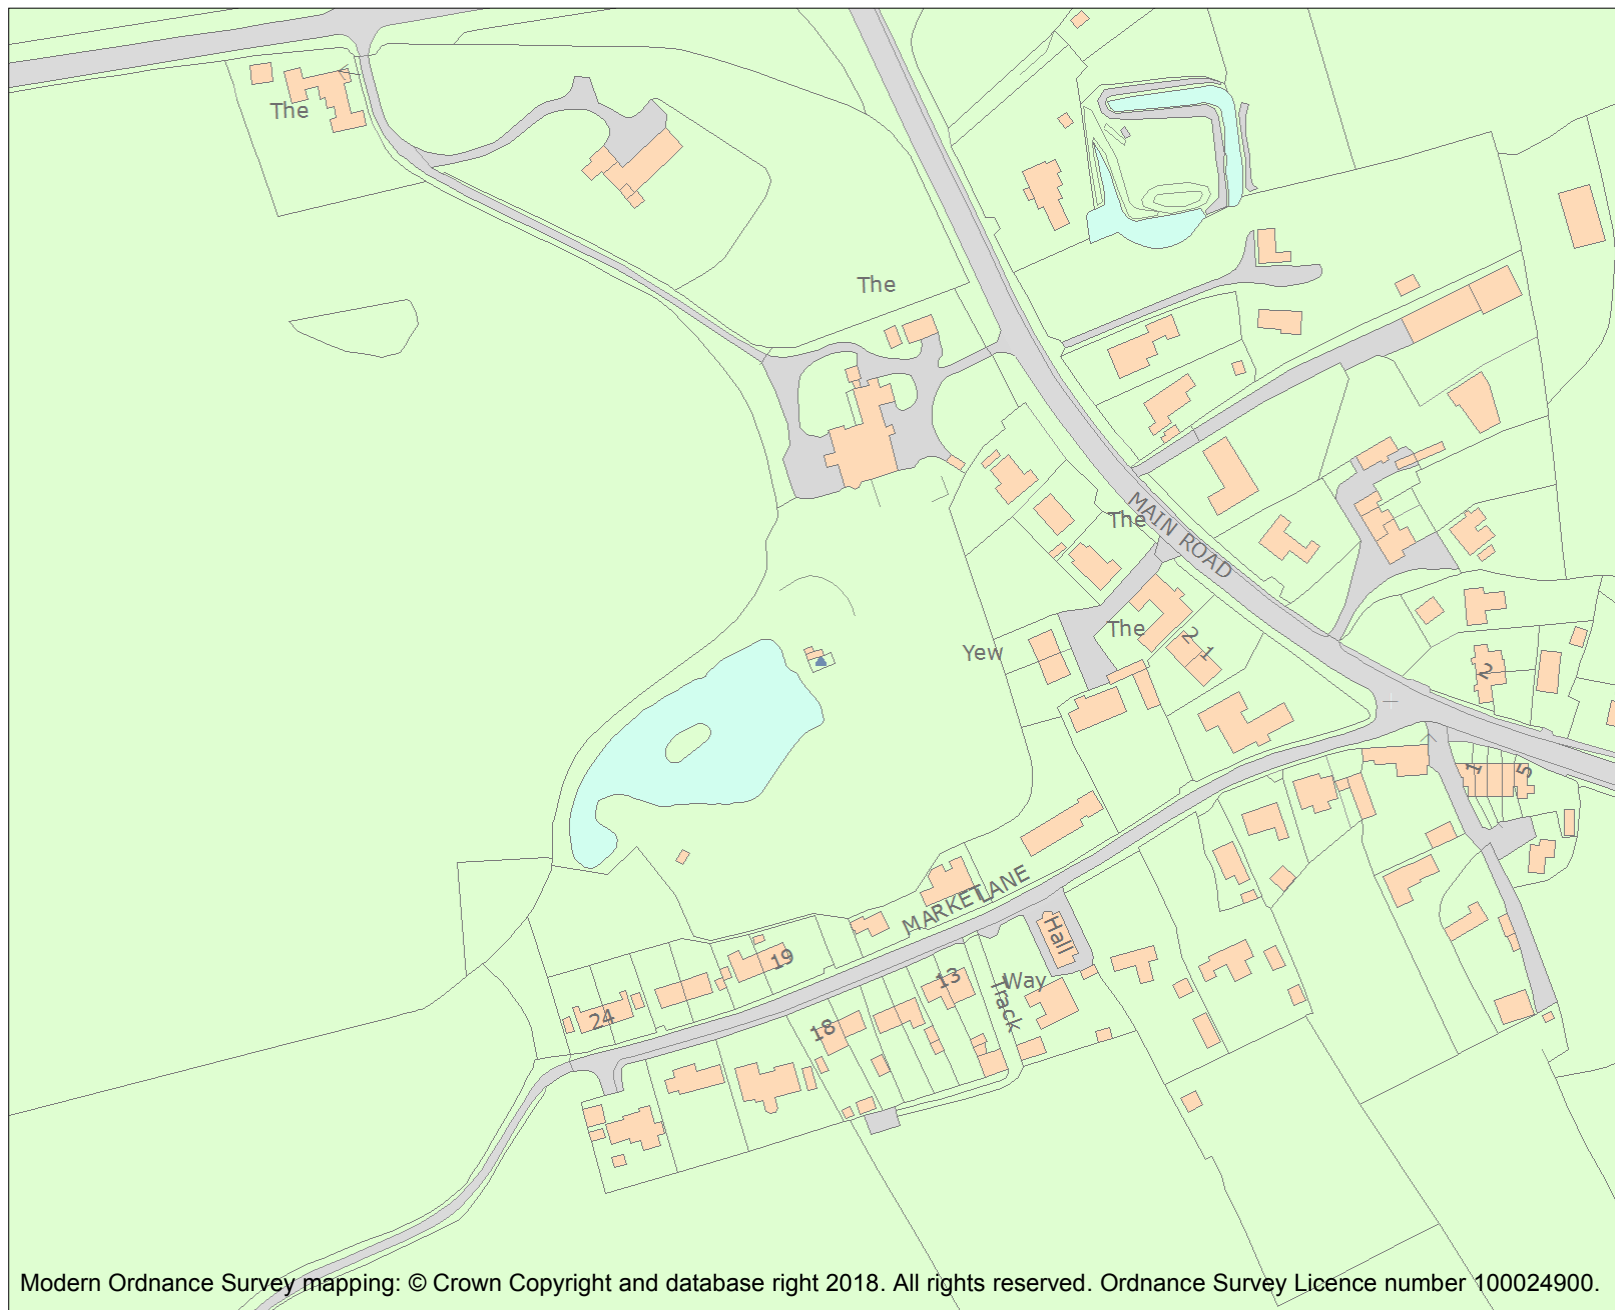 The
The
MAIN ROAD
The
The
Yew
2
1
2
1
5
MARKET LANE
Hall
19
13
Way
Track
24
18
Modern Ordnance Survey mapping: © Crown Copyright and database right 2018. All rights reserved. Ordnance Survey Licence number 100024900.